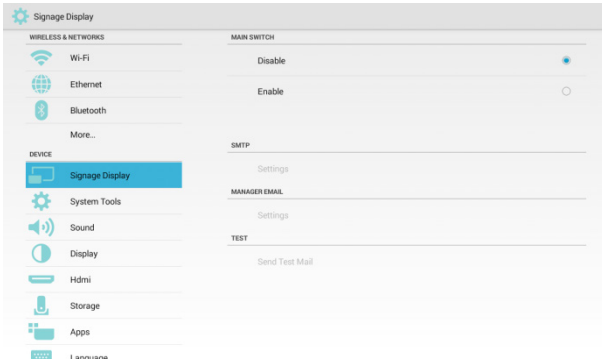 Signage Display
WIRELESS & NETWORKS
Wi-Fi
Ethernet
Bluetooth
More...
DEVICE
Signage Display
System Tools
Sound
Display
Hdmi
Storage
Apps
Language
MAIN SWITCH
Disable
Enable
SMTP
Settings
MANAGER EMAIL
Settings
TEST
Send Test Mail